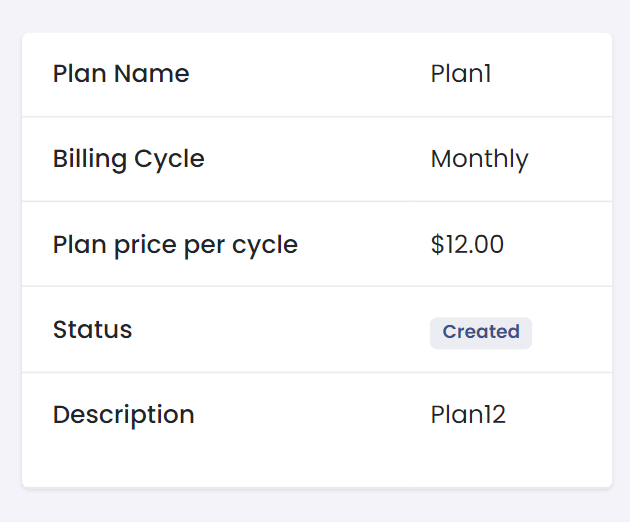 Plan Name Plan1
Billing Cycle Monthly
Plan price per cycle $12.00
Status Created
Description Plan12